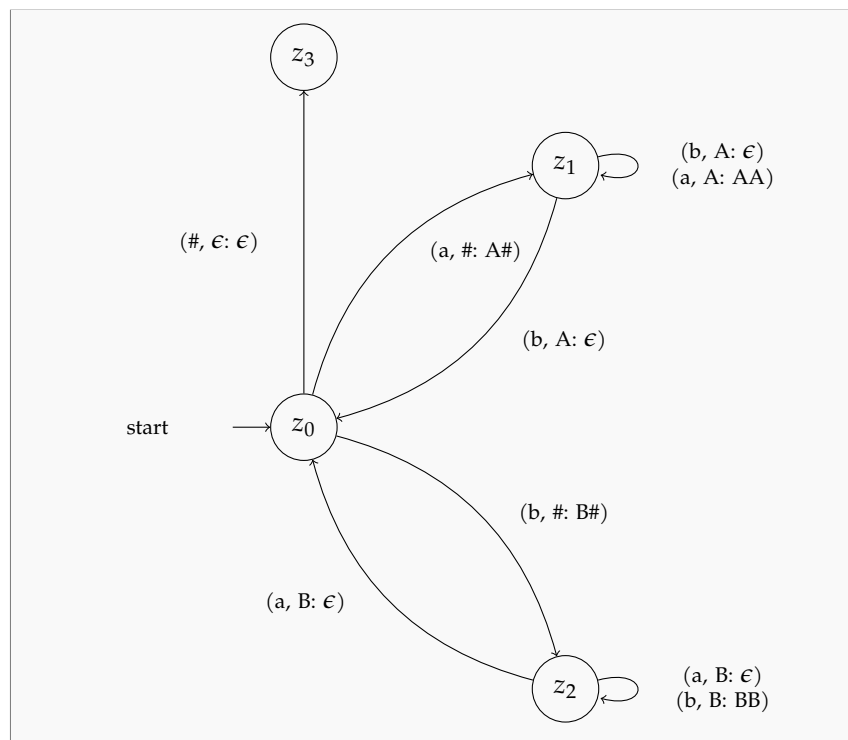 z3
(b, A: ϵ)
z1
(a, A: AA)
(#, ϵ: ϵ)
(a, #: A#)
(b, A: ϵ)
start
z0
(b, #: B#)
(a, B: ϵ)
(a, B: ϵ)
z2
(b, B: BB)